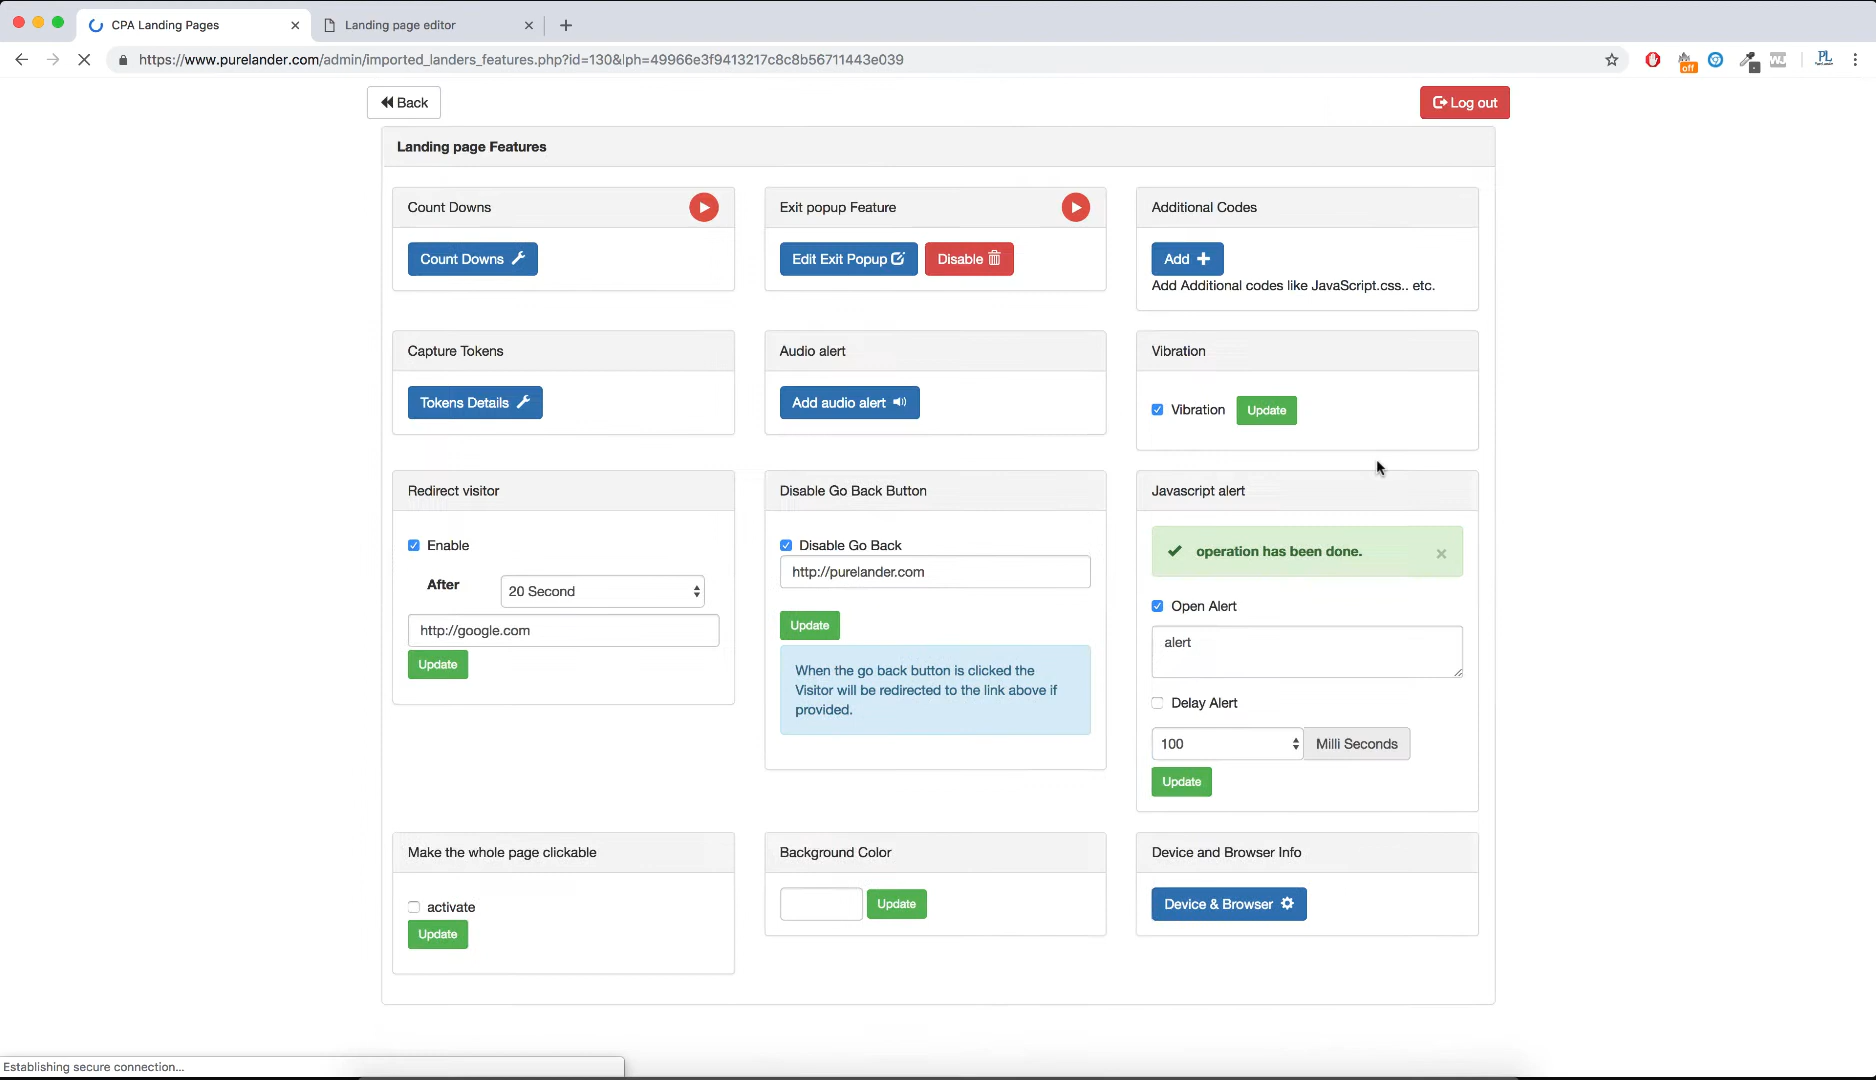 CPA Landing Pages
Landing page editor
https://www.purelander.com/admin/imported_landers_features.php?id=130&lph=49966e3f9413217c8c8b56711443e039
off
WJ
PL
Back
Log out
Landing page Features
Count Downs
Count Downs
Exit popup Feature
Edit Exit Popup
Disable
Additional Codes
Add
Add Additional codes like JavaScript.css.. etc.
Capture Tokens
Tokens Details
Audio alert
Add audio alert
Vibration
Vibration
Update
Redirect visitor
Enable
After
20 Second
http://google.com
Update
Disable Go Back Button
Disable Go Back
http://purelander.com
Update
When the go back button is clicked the
Visitor will be redirected to the link above if
provided.
Javascript alert
operation has been done.
Open Alert
alert
Delay Alert
100
Milli Seconds
Update
Make the whole page clickable
activate
Update
Background Color
Update
Device and Browser Info
Device & Browser
Establishing secure connection...